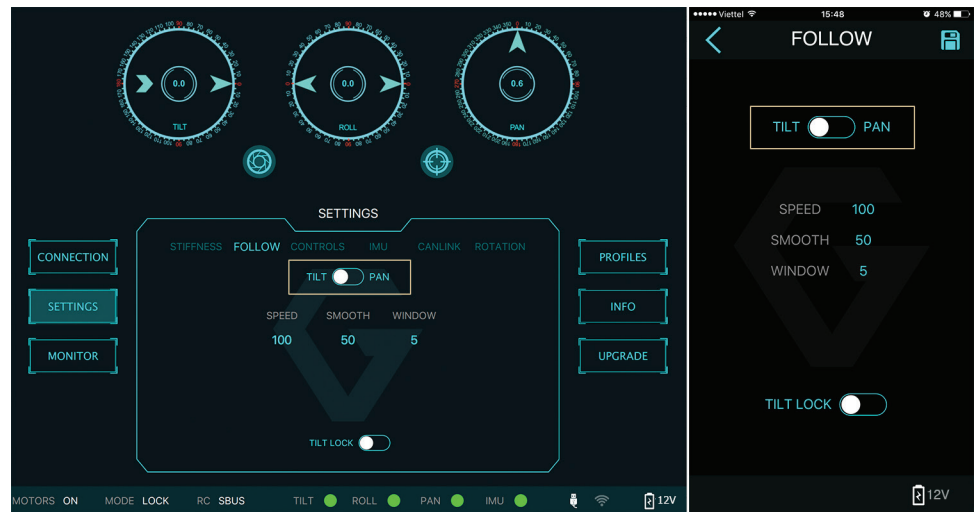 0.0
TILT
0.0
ROLL
0.6
PAN
SETTINGS
STIFFNESS FOLLOW CONTROLS IMU CANLINK ROTATION
TILT PAN
SPEED SMOOTH WINDOW
100 50 5
TILT LOCK
CONNECTION
SETTINGS
MONITOR
PROFILES
INFO
UPGRADE
MOTORS ON MODE LOCK RC SBUS TILT ROLL PAN IMU 12V
Viettel 15:48 48%
FOLLOW
TILT PAN
SPEED 100
SMOOTH 50
WINDOW 5
TILT LOCK
12V